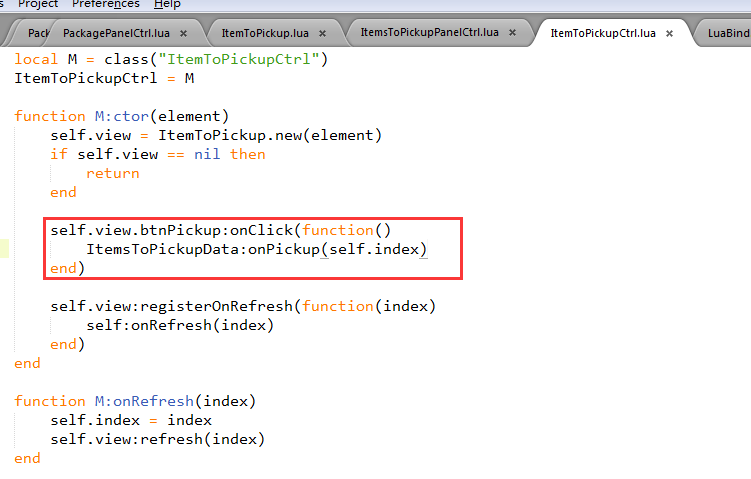 Project Preferences Help
Pack PackagePanelCtrl.lua × ItemToPickup.lua × ItemsToPickupPanelCtrl.lua × ItemToPickupCtrl.lua × LuaBind
local M = class("ItemToPickupCtrl")
ItemToPickupCtrl = M
function M:ctor(element)
self.view = ItemToPickup.new(element)
if self.view == nil then
return
end
self.view.btnPickup:onClick(function()
ItemsToPickupData:onPickup(self.index)
end)
self.view:registerOnRefresh(function(index)
self:onRefresh(index)
end)
end
function M:onRefresh(index)
self.index = index
self.view:refresh(index)
end